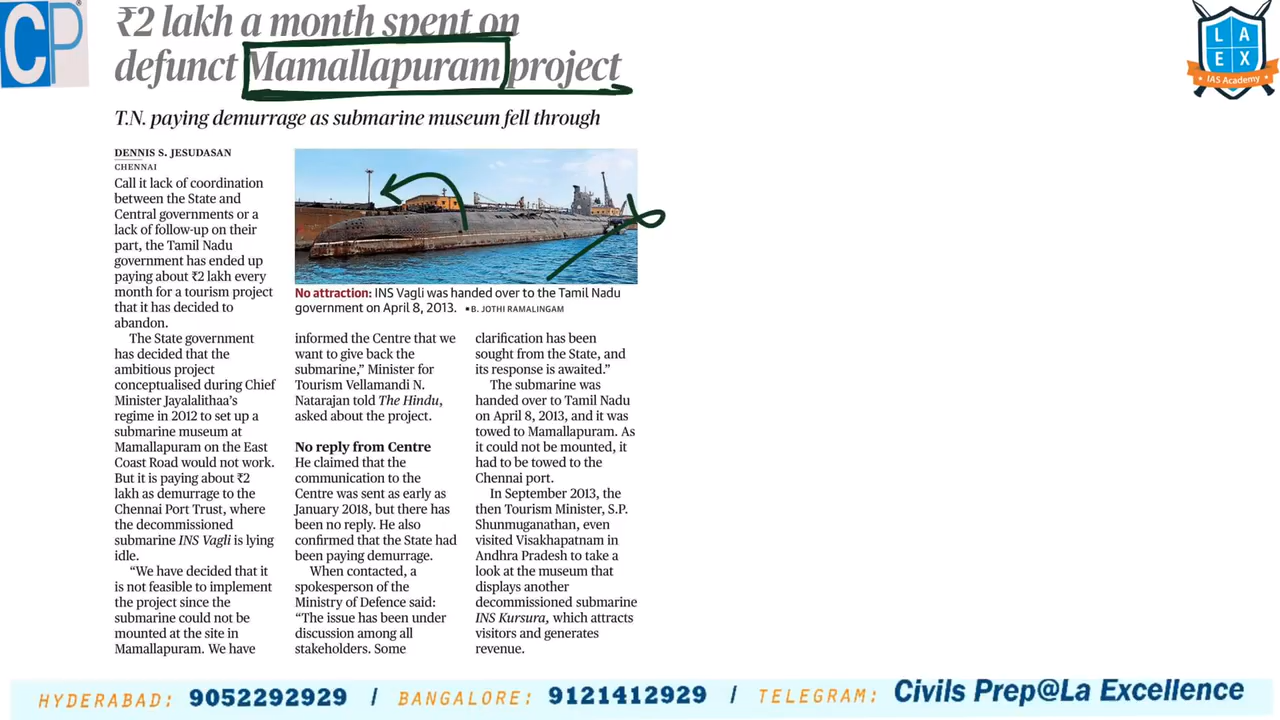 CP
®
₹2 lakh a month spent on
defunct Mamallapuram project
T.N. paying demurrage as submarine museum fell through
DENNIS S. JESUDASAN
CHENNAI
Call it lack of coordination
between the State and
Central governments or a
lack of follow-up on their
part, the Tamil Nadu
government has ended up
paying about ₹2 lakh every
month for a tourism project
that it has decided to
abandon.
The State government
has decided that the
ambitious project
conceptualised during Chief
Minister Jayalalithaa's
regime in 2012 to set up a
submarine museum at
Mamallapuram on the East
Coast Road would not work.
But it is paying about ₹2
lakh as demurrage to the
Chennai Port Trust, where
the decommissioned
submarine INS Vagli is lying
idle.
"We have decided that it
is not feasible to implement
the project since the
submarine could not be
mounted at the site in
Mamallapuram. We have
No attraction: INS Vagli was handed over to the Tamil Nadu
government on April 8, 2013. ▪B. JOTHI RAMALINGAM
informed the Centre that we
want to give back the
submarine," Minister for
Tourism Vellamandi N.
Natarajan told The Hindu,
asked about the project.
No reply from Centre
He claimed that the
communication to the
Centre was sent as early as
January 2018, but there has
been no reply. He also
confirmed that the State had
been paying demurrage.
When contacted, a
spokesperson of the
Ministry of Defence said:
"The issue has been under
discussion among all
stakeholders. Some
clarification has been
sought from the State, and
its response is awaited."
The submarine was
handed over to Tamil Nadu
on April 8, 2013, and it was
towed to Mamallapuram. As
it could not be mounted, it
had to be towed to the
Chennai port.
In September 2013, the
then Tourism Minister, S.P.
Shunmuganathan, even
visited Visakhapatnam in
Andhra Pradesh to take a
look at the museum that
displays another
decommissioned submarine
INS Kursura, which attracts
visitors and generates
revenue.
L A
E X
IAS Academy
HYDERABAD: 9052292929 / BANGALORE: 9121412929 / TELEGRAM: Civils Prep@La Excellence